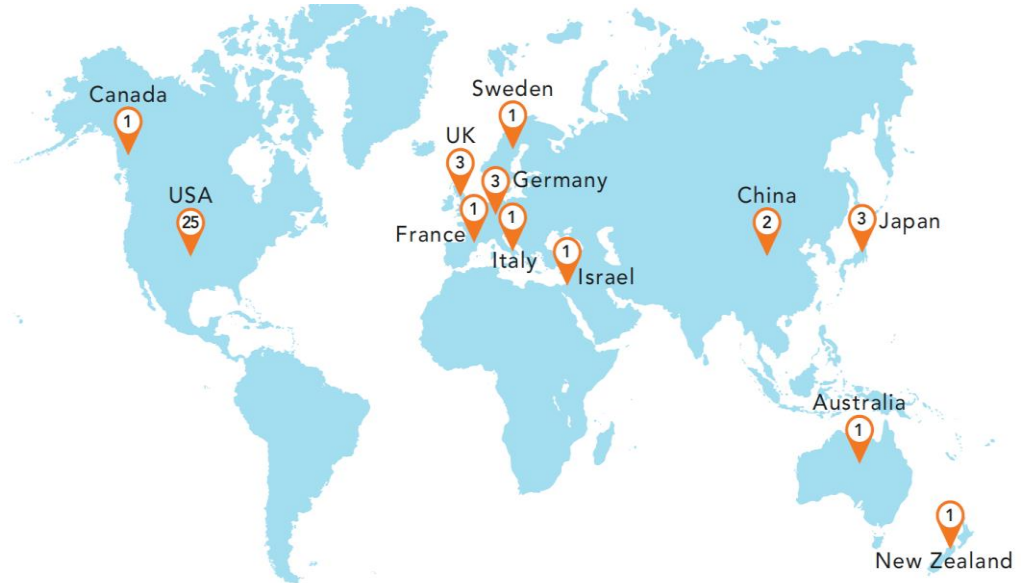 Canada
1
USA
25
Sweden
1
UK
3
3
Germany
France
1
1
Italy
1
Israel
China
2
3
Japan
Australia
1
1
New Zealand